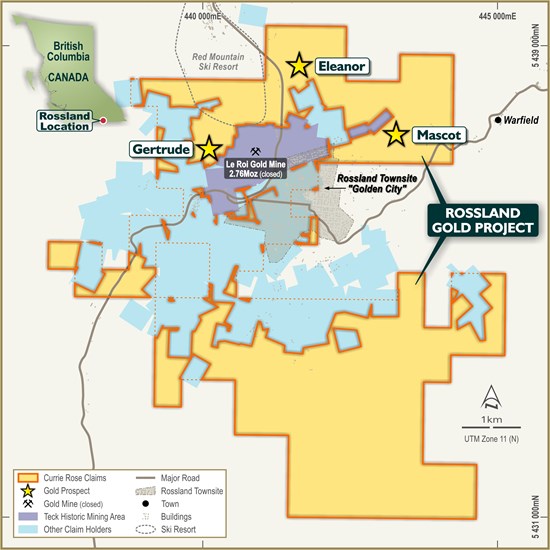 440 000mE
445 000mE
5 439 000mN
British
Columbia
CANADA
Rossland
Location
Red Mountain
Ski Resort
Eleanor
Gertrude
Mascot
Warfield
Le Roi Gold Mine
2.76Moz (closed)
Rossland Townsite
"Golden City"
ROSSLAND
GOLD PROJECT
1km
UTM Zone 11 (N)
5 431 000mN
Currie Rose Claims
Gold Prospect
Gold Mine (closed)
Teck Historic Mining Area
Other Claim Holders
Major Road
Rossland Townsite
Town
Buildings
Ski Resort